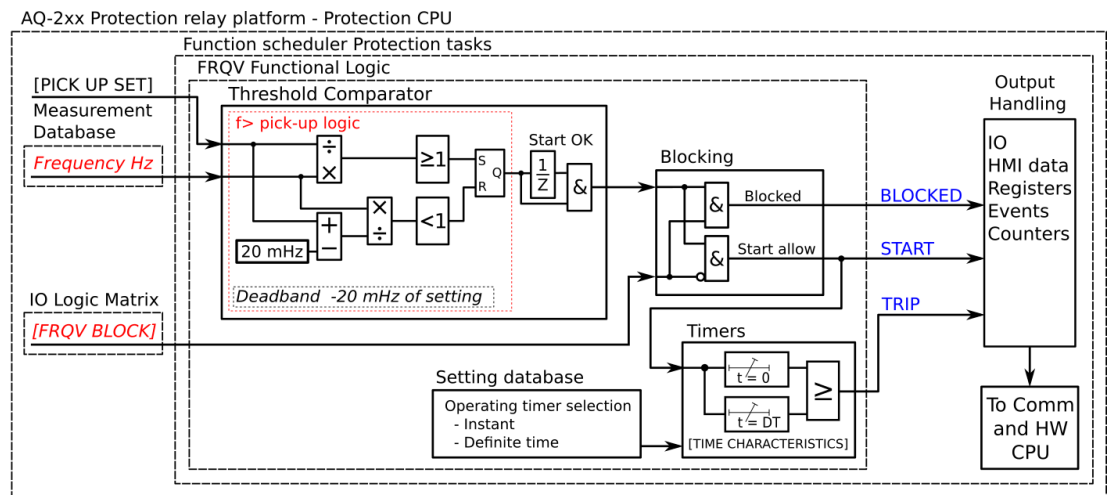 AQ-2xx Protection relay platform - Protection CPU
Function scheduler Protection tasks
FRQV Functional Logic
[PICK UP SET]
Measurement
Database
Frequency Hz
Threshold Comparator
f> pick-up logic
÷
×
≥1
S
R
Q
Start OK
1
Z
&
×
÷
<1
+
−
20 mHz
Deadband -20 mHz of setting
IO Logic Matrix
[FRQV BLOCK]
Blocking
&
Blocked
&
Start allow
BLOCKED
START
TRIP
Output
Handling
IO
HMI data
Registers
Events
Counters
To Comm
and HW
CPU
Timers
t = 0
t = DT
≥
[TIME CHARACTERISTICS]
Setting database
Operating timer selection
- Instant
- Definite time